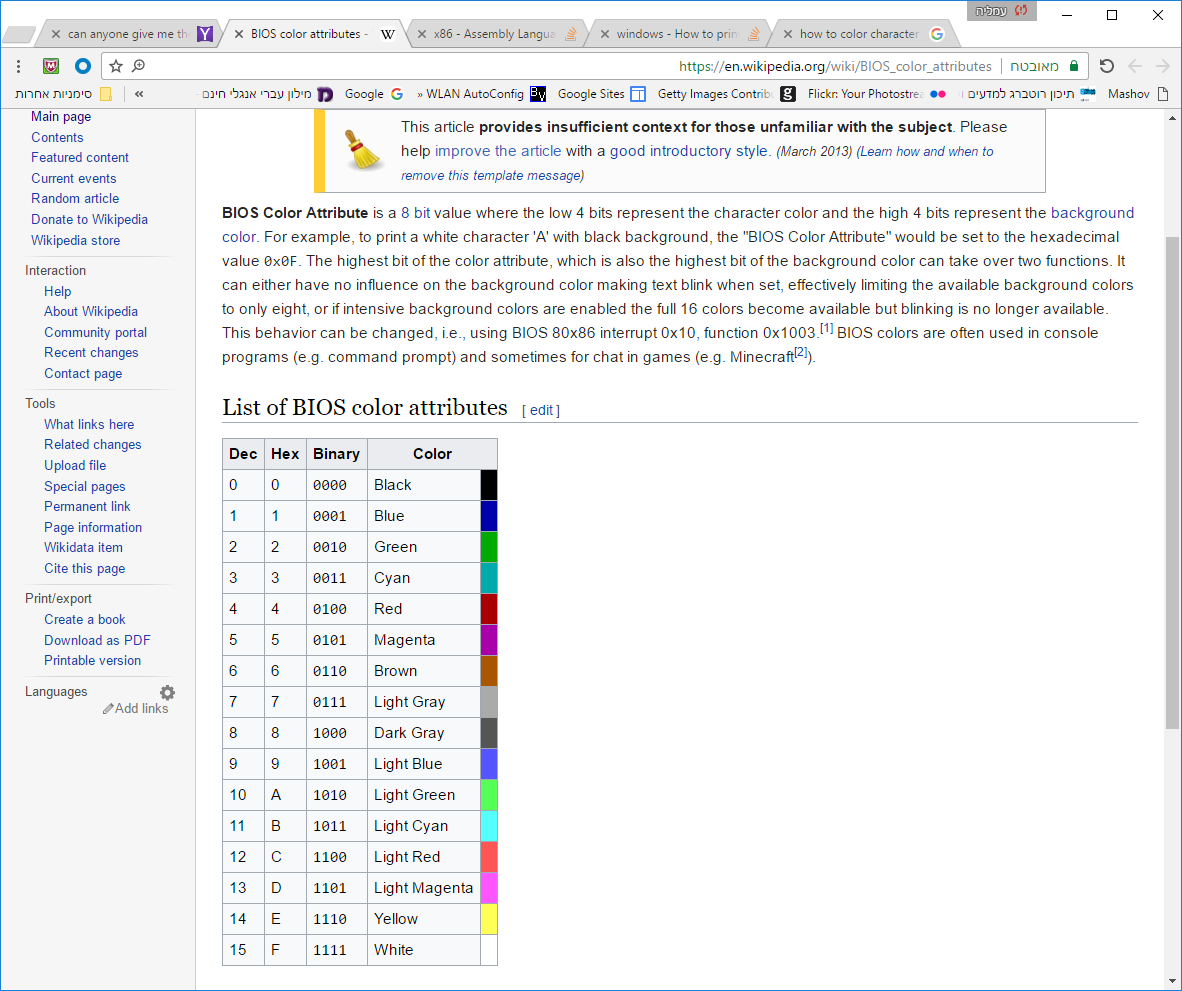 עמליה
can anyone give me th
BIOS color attributes -
x86 - Assembly Langua
windows - How to prin
how to color character
https://en.wikipedia.org/wiki/BIOS_color_attributes
מאובטח
סימניות אחרות
«
מילון עברי אנגלי חינם -
Google
» WLAN AutoConfig
Google Sites
Getty Images Contrib
Flickr: Your Photostrea
תיכון רוטברג למדעים ו
Mashov
Main page
Contents
Featured content
Current events
Random article
Donate to Wikipedia
Wikipedia store
Interaction
Help
About Wikipedia
Community portal
Recent changes
Contact page
Tools
What links here
Related changes
Upload file
Special pages
Permanent link
Page information
Wikidata item
Cite this page
Print/export
Create a book
Download as PDF
Printable version
Languages
Add links
This article provides insufficient context for those unfamiliar with the subject. Please
help improve the article with a good introductory style. (March 2013) (Learn how and when to
remove this template message)
BIOS Color Attribute is a 8 bit value where the low 4 bits represent the character color and the high 4 bits represent the background
color. For example, to print a white character 'A' with black background, the "BIOS Color Attribute" would be set to the hexadecimal
value 0x0F. The highest bit of the color attribute, which is also the highest bit of the background color can take over two functions. It
can either have no influence on the background color making text blink when set, effectively limiting the available background colors
to only eight, or if intensive background colors are enabled the full 16 colors become available but blinking is no longer available.
This behavior can be changed, i.e., using BIOS 80x86 interrupt 0x10, function 0x1003.[1] BIOS colors are often used in console
programs (e.g. command prompt) and sometimes for chat in games (e.g. Minecraft[2]).
List of BIOS color attributes [ edit ]
Dec Hex Binary Color
0 0 0000 Black
1 1 0001 Blue
2 2 0010 Green
3 3 0011 Cyan
4 4 0100 Red
5 5 0101 Magenta
6 6 0110 Brown
7 7 0111 Light Gray
8 8 1000 Dark Gray
9 9 1001 Light Blue
10 A 1010 Light Green
11 B 1011 Light Cyan
12 C 1100 Light Red
13 D 1101 Light Magenta
14 E 1110 Yellow
15 F 1111 White